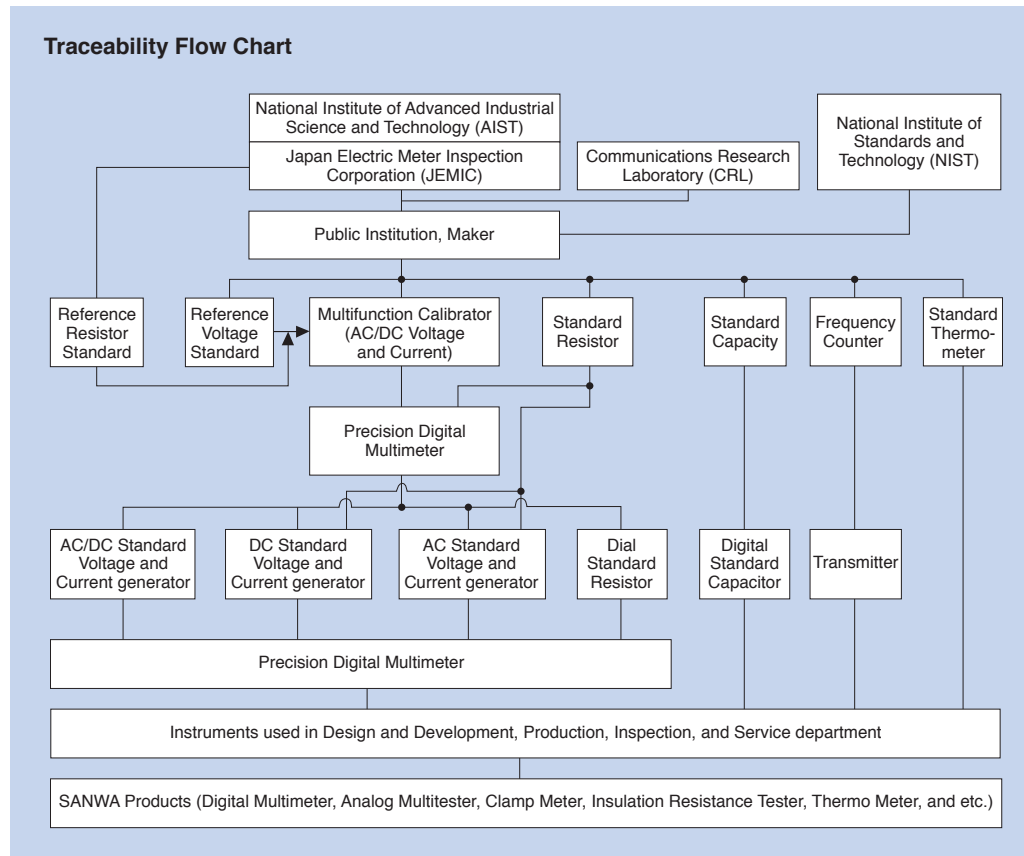 Traceability Flow Chart
National Institute of Advanced Industrial
Science and Technology (AIST)
Japan Electric Meter Inspection
Corporation (JEMIC)
Communications Research
Laboratory (CRL)
National Institute of
Standards and
Technology (NIST)
Public Institution, Maker
Reference
Resistor
Standard
Reference
Voltage
Standard
Multifunction Calibrator
(AC/DC Voltage
and Current)
Standard
Resistor
Standard
Capacity
Frequency
Counter
Standard
Thermo-
meter
Precision Digital
Multimeter
AC/DC Standard
Voltage and
Current generator
DC Standard
Voltage and
Current generator
AC Standard
Voltage and
Current generator
Dial
Standard
Resistor
Digital
Standard
Capacitor
Transmitter
Precision Digital Multimeter
Instruments used in Design and Development, Production, Inspection, and Service department
SANWA Products (Digital Multimeter, Analog Multitester, Clamp Meter, Insulation Resistance Tester, Thermo Meter, and etc.)